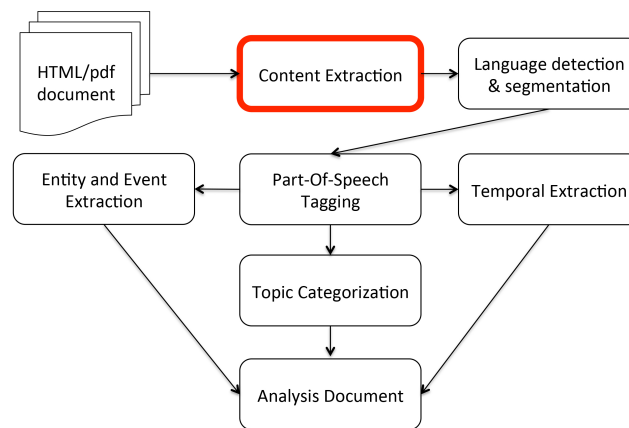 HTML/pdf
document
Content Extraction
Language detection
& segmentation
Entity and Event
Extraction
Part-Of-Speech
Tagging
Temporal Extraction
Topic Categorization
Analysis Document